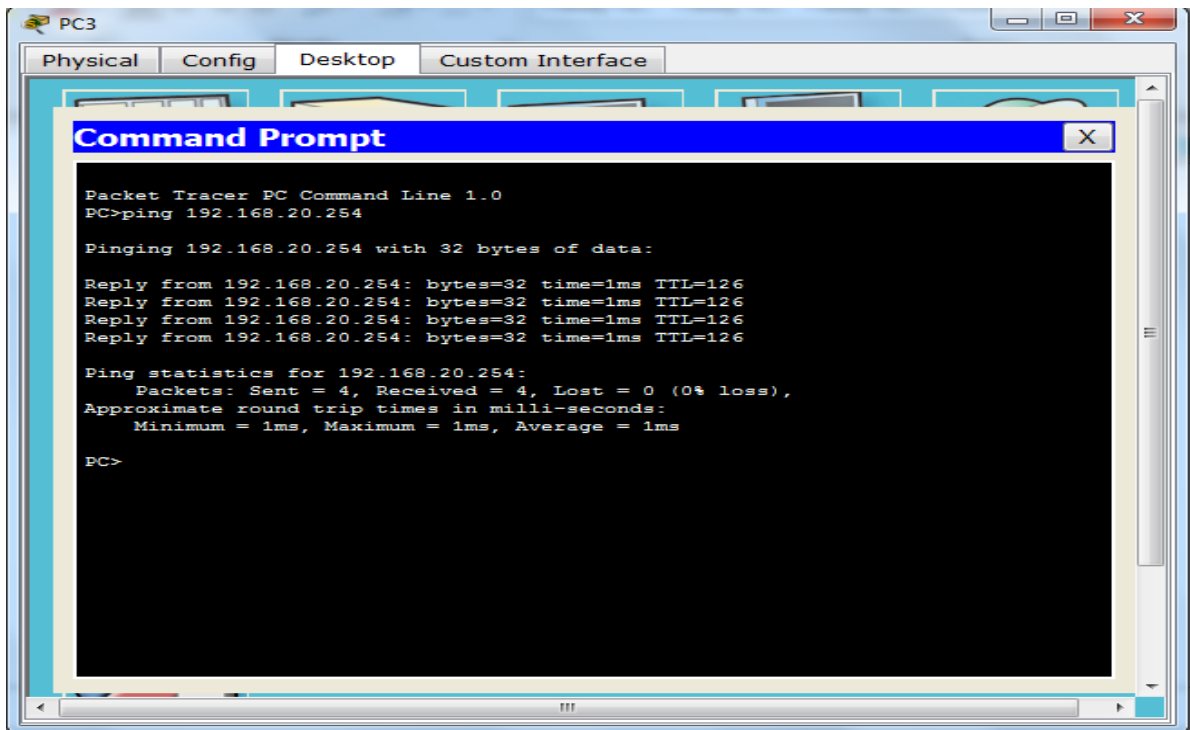 PC3
Physical Config Desktop Custom Interface
Command Prompt
X
Packet Tracer PC Command Line 1.0
PC>ping 192.168.20.254
Pinging 192.168.20.254 with 32 bytes of data:
Reply from 192.168.20.254: bytes=32 time=1ms TTL=126
Reply from 192.168.20.254: bytes=32 time=1ms TTL=126
Reply from 192.168.20.254: bytes=32 time=1ms TTL=126
Reply from 192.168.20.254: bytes=32 time=1ms TTL=126
Ping statistics for 192.168.20.254:
Packets: Sent = 4, Received = 4, Lost = 0 (0% loss),
Approximate round trip times in milli-seconds:
Minimum = 1ms, Maximum = 1ms, Average = 1ms
PC>